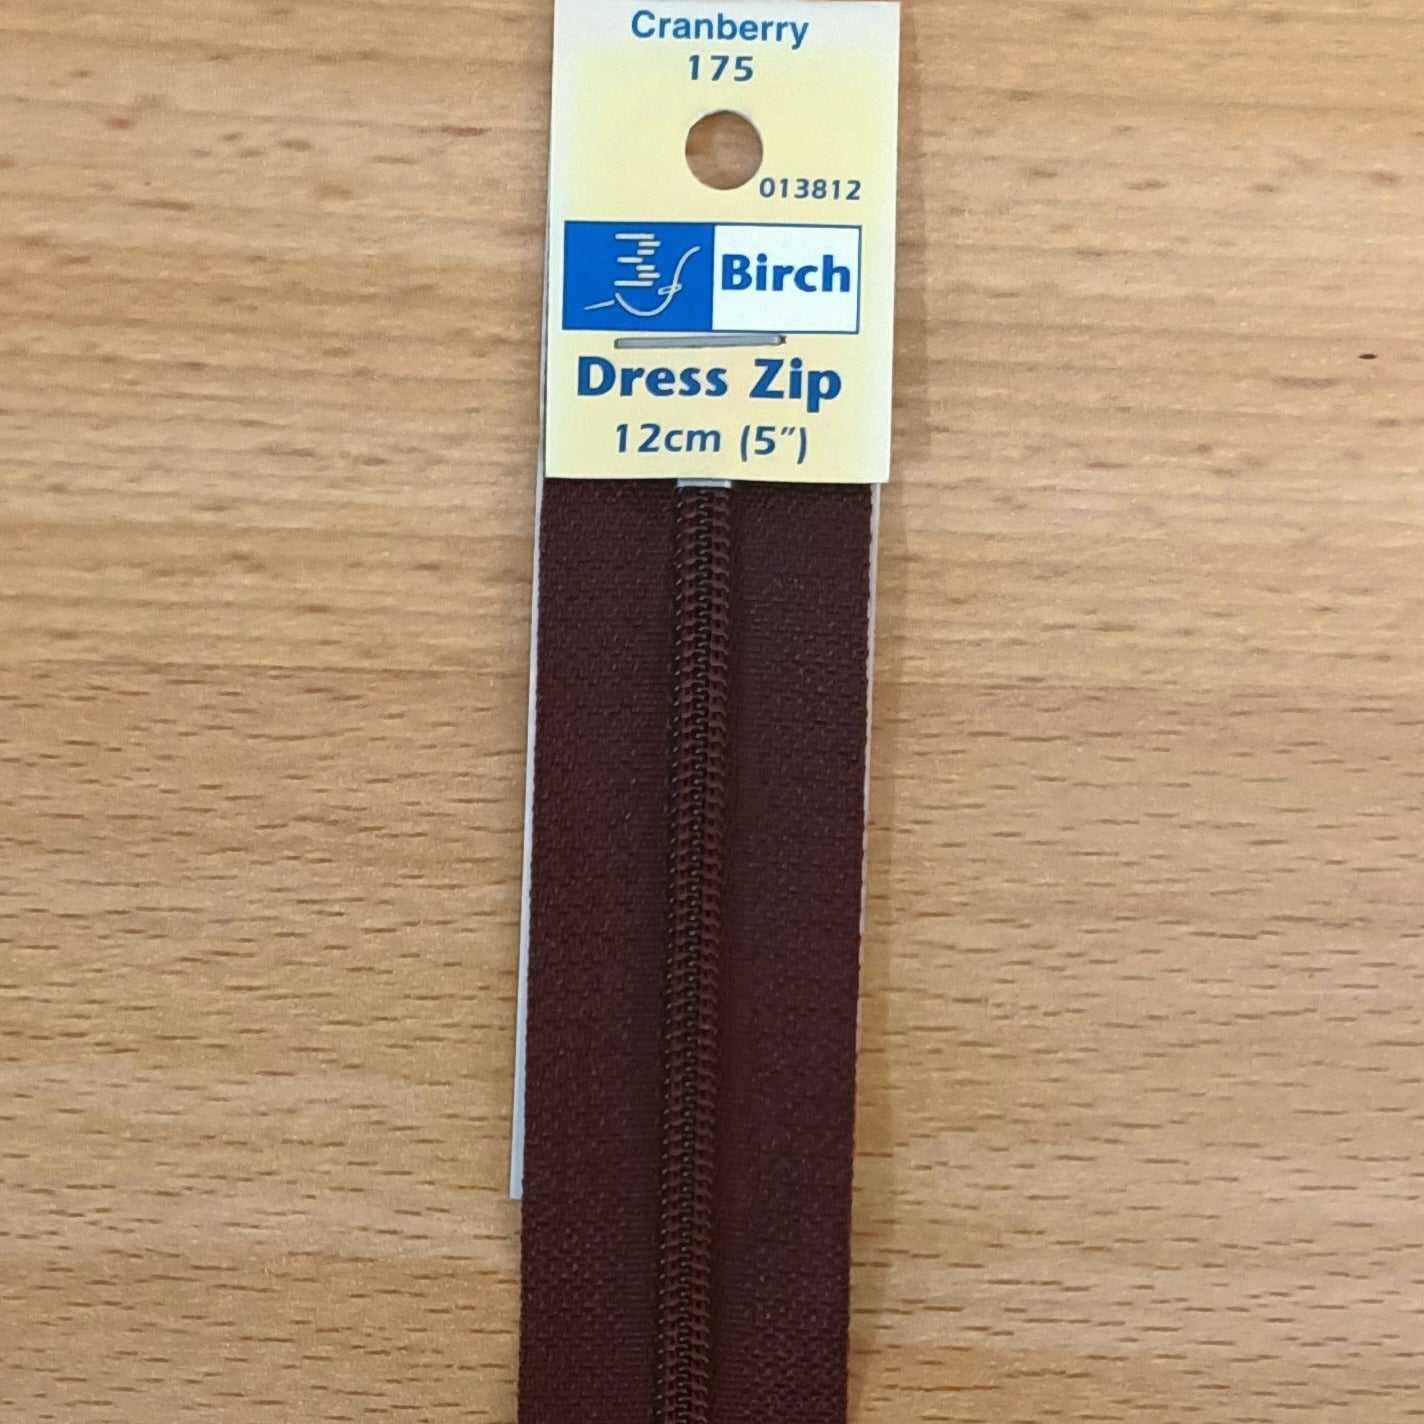 Cranberry
175
013812
Birch
Dress Zip
12cm (5″)